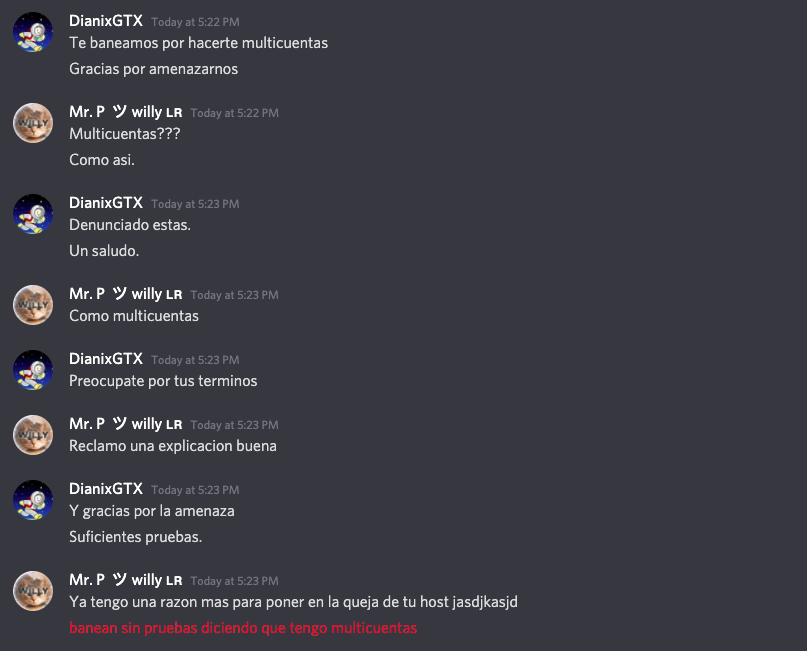 DianixGTX Today at 5:22 PM
Te baneamos por hacerte multicuentas
Gracias por amenazarnos
Mr. P ツ willy LR Today at 5:22 PM
Multicuentas???
Como asi.
DianixGTX Today at 5:23 PM
Denunciado estas.
Un saludo.
Mr. P ツ willy LR Today at 5:23 PM
Como multicuentas
DianixGTX Today at 5:23 PM
Preocupate por tus terminos
Mr. P ツ willy LR Today at 5:23 PM
Reclamo una explicacion buena
DianixGTX Today at 5:23 PM
Y gracias por la amenaza
Suficientes pruebas.
Mr. P ツ willy LR Today at 5:23 PM
Ya tengo una razon mas para poner en la queja de tu host jasdjkasjd
banean sin pruebas diciendo que tengo multicuentas